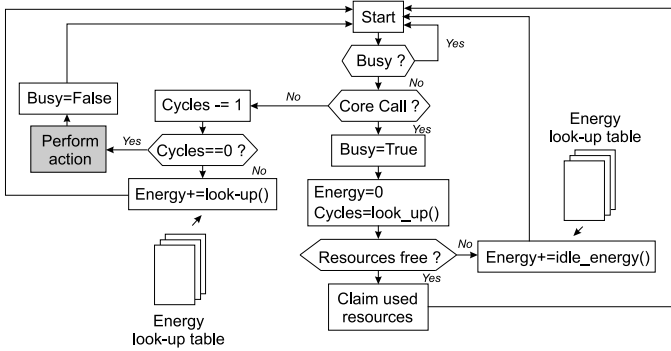 Start
Yes
Busy ?
No
Busy=False
Cycles -= 1
No
Core Call ?
Yes
Energy
look-up table
Perform
action
Yes
Cycles==0 ?
No
Busy=True
Energy+=look-up()
Energy=0
Cycles=look_up()
Resources free ?
No
Energy+=idle_energy()
Yes
Claim used
resources
Energy
look-up table